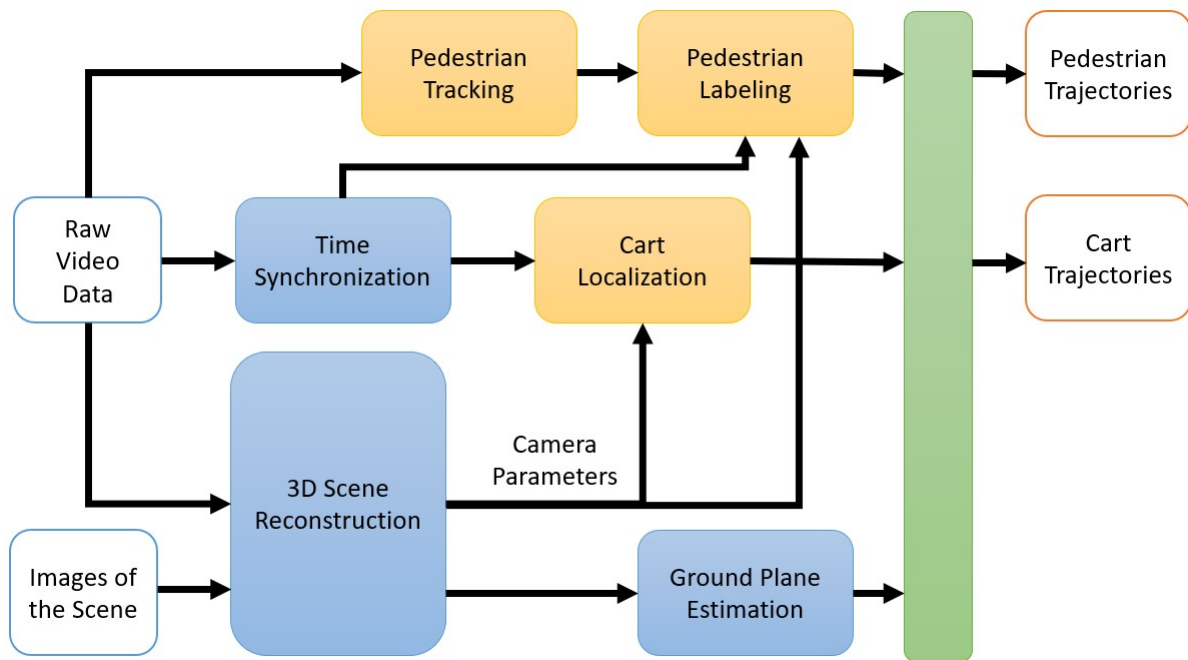 Pedestrian
Tracking
Pedestrian
Labeling
Pedestrian
Trajectories
Raw
Video
Data
Time
Synchronization
Cart
Localization
Cart
Trajectories
Camera
Parameters
3D Scene
Reconstruction
Images of
the Scene
Ground Plane
Estimation